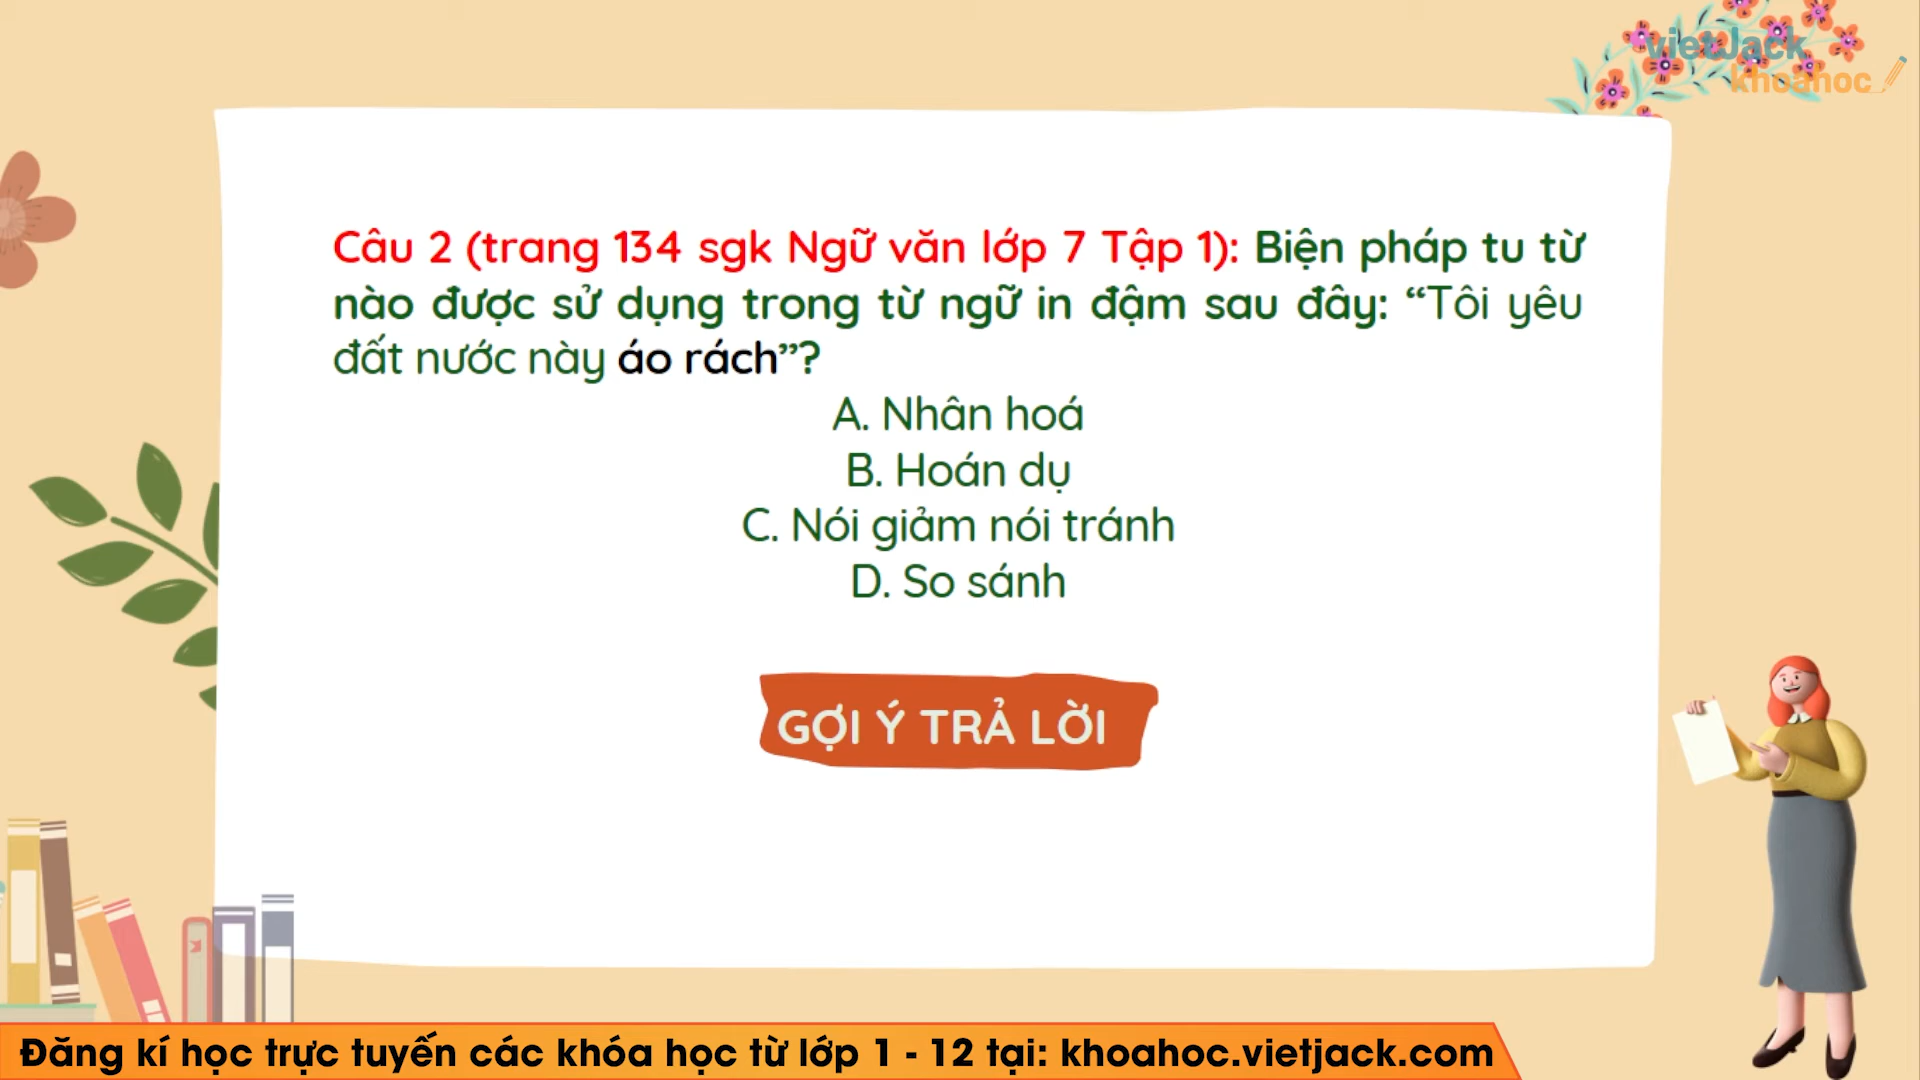 vietJack
khoahoc
Câu 2 (trang 134 sgk Ngữ văn lớp 7 Tập 1): Biện pháp tu từ
nào được sử dụng trong từ ngữ in đậm sau đây: “Tôi yêu
đất nước này áo rách”?
A. Nhân hoá
B. Hoán dụ
C. Nói giảm nói tránh
D. So sánh
GỢI Ý TRẢ LỜI
Đăng kí học trực tuyến các khóa học từ lớp 1 - 12 tại: khoahoc.vietjack.com